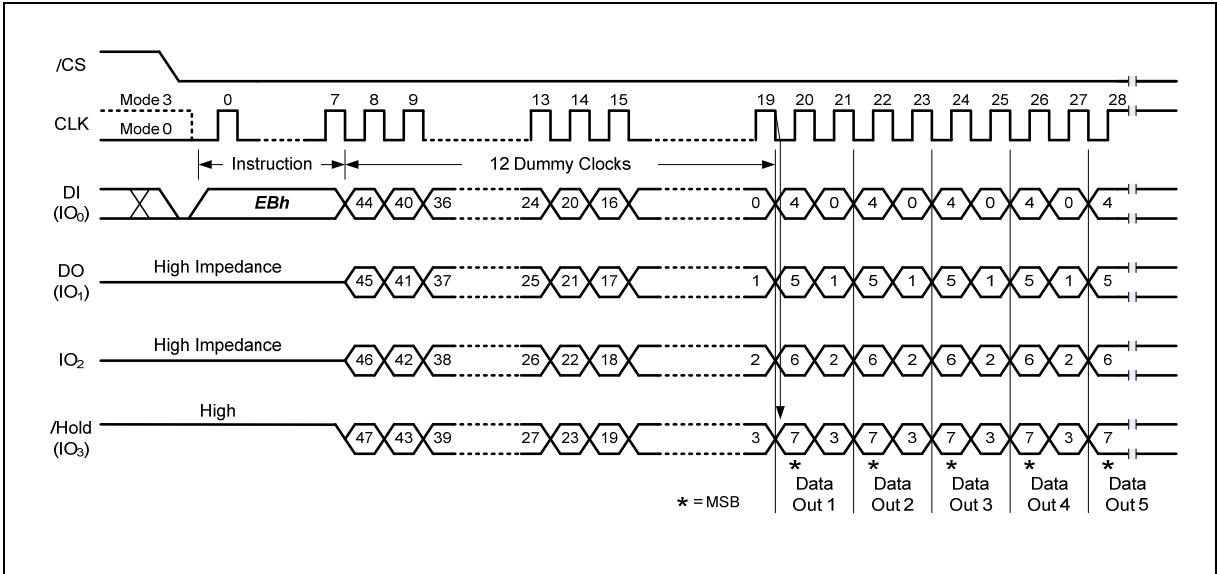 /CS
Mode 3 0 7 8 9 13 14 15 19 20 21 22 23 24 25 26 27 28
CLK
Mode 0
Instruction 12 Dummy Clocks
DI
(IO0) EBh 44 40 36 24 20 16 0 4 0 4 0 4 0 4 0 4
DO High Impedance
(IO1) 45 41 37 25 21 17 1 5 1 5 1 5 1 5 1 5
High Impedance
IO2 46 42 38 26 22 18 2 6 2 6 2 6 2 6 2 6
High
/Hold
(IO3) 47 43 39 27 23 19 3 7 3 7 3 7 3 7 3 7
* * * * *
* = MSB
Data Data Data Data Data
Out 1 Out 2 Out 3 Out 4 Out 5